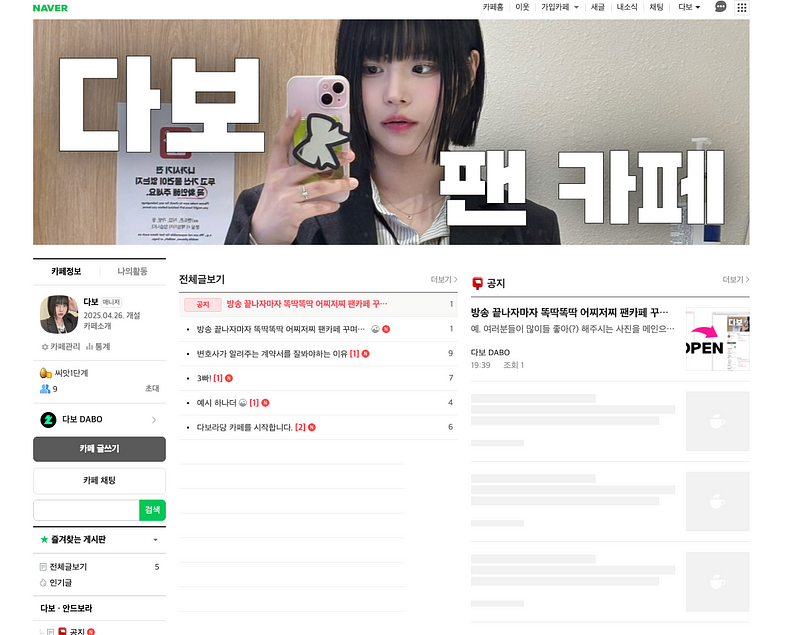 NAVER
카페홈 이웃 가입카페 새글 내소식 채팅 다보
다보
팬 카페
카페정보 나의활동
다보 매니저
2025.04.26. 개설
카페소개
카페관리 통계
씨앗1단계
9 초대
다보 DABO
카페 글쓰기
카페 채팅
검색
즐겨찾는 게시판
전체글보기 5
인기글
다보 · 안드보라
공지 N
전체글보기 더보기
공지 방송 끝나자마자 똑딱똑딱 어찌저찌 팬카페 꾸… 1
방송 끝나자마자 똑딱똑딱 어찌저찌 팬카페 꾸며… N 1
변호사가 알려주는 계약서를 잘봐야하는 이유 [1] N 9
3빠! [1] N 7
예시 하나더 [1] N 4
다보라당 카페를 시작합니다. [2] N 6
공지 더보기
방송 끝나자마자 똑딱똑딱 어찌저찌 팬카페 꾸…
예. 여러분들이 많이들 좋아(?) 해주시는 사진을 메인으…
다보 DABO
19:39 조회 1
OPEN